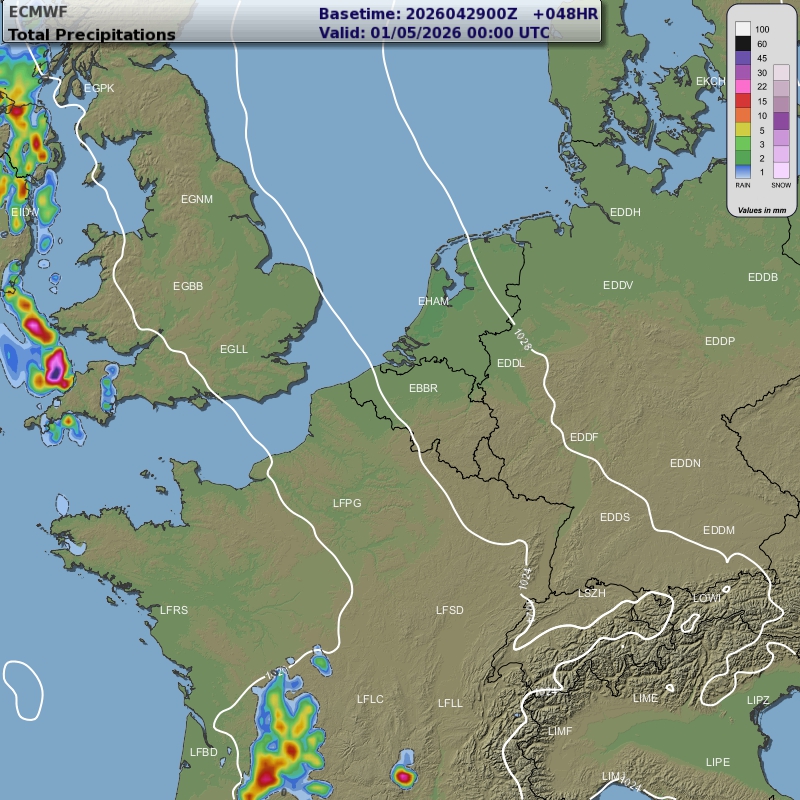 ECMWF
Basetime: 2026042900Z +048HR
Total Precipitations
Valid: 01/05/2026 00:00 UTC
100
60
45
30
22
15
10
5
3
2
1
RAIN SNOW
Values in mm
EGPK
EKCH
EGNM
EIDW
EDDH
EDDB
EGBB
EDDV
EHAM
EDDP
EGLL
1028
EDDL
EBBR
EDDF
EDDN
LFPG
EDDS
EDDM
1024
LSZH
LOWI
LFRS
LFSD
LFLC
LFLL
LIME
LIPZ
LIMF
LFBD
LIPE
LIMJ
1024